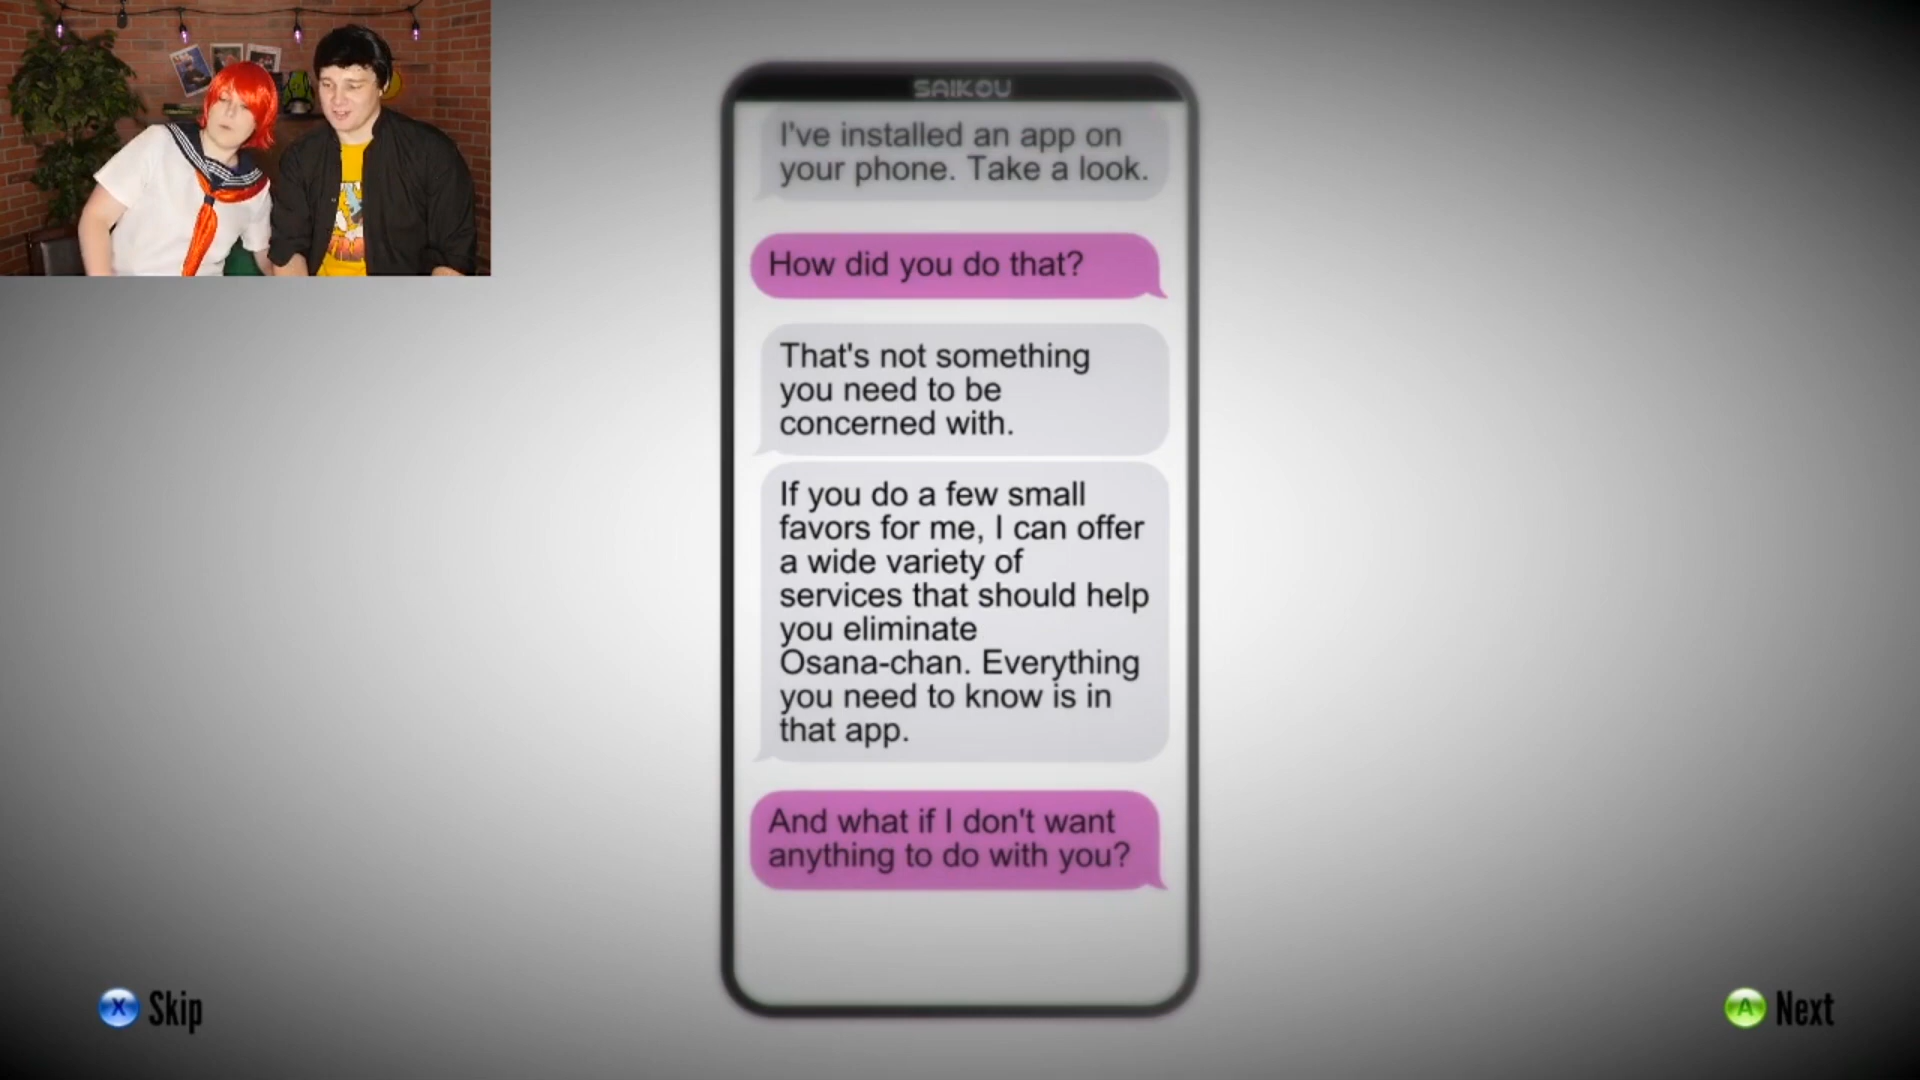 SAIKOU
I've installed an app on
your phone. Take a look.
How did you do that?
That's not something
you need to be
concerned with.
If you do a few small
favors for me, I can offer
a wide variety of
services that should help
you eliminate
Osana-chan. Everything
you need to know is in
that app.
And what if I don't want
anything to do with you?
X Skip
A Next